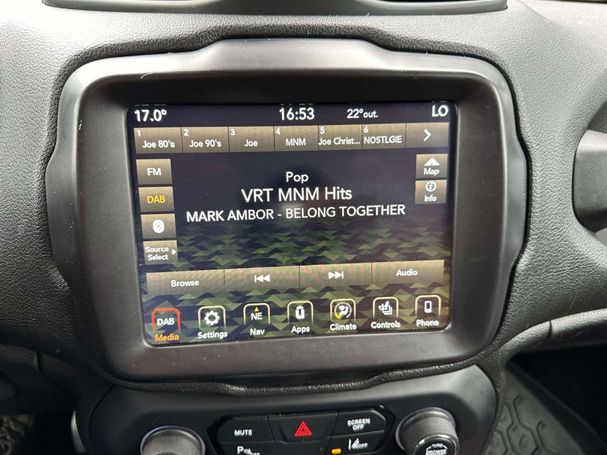 17.0° 16:53 22°out. LO
1 2 3 4 5 6
Joe 80's Joe 90's Joe MNM Joe Christ... NOSTLGIE
FM
Pop
Map
VRT MNM Hits
DAB
Info
MARK AMBOR - BELONG TOGETHER
Source
Select
Browse Audio
DAB NE
Media Settings Nav Apps Climate Controls Phone
MUTE SCREEN
OFF
P OFF